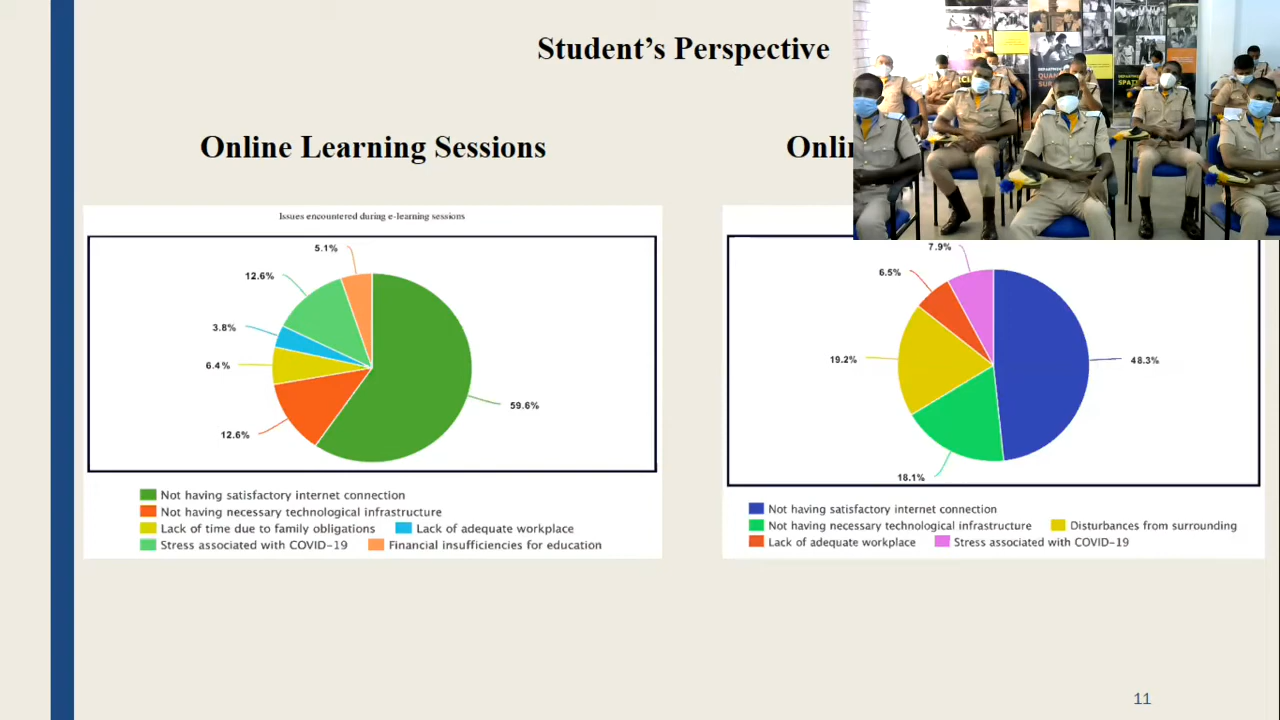 Student's Perspective
Online Learning Sessions
Issues encountered during e-learning sessions
5.1%
12.6%
3.8%
6.4%
12.6%
59.6%
Not having satisfactory internet connection
Not having necessary technological infrastructure
Lack of time due to family obligations Lack of adequate workplace
Stress associated with COVID-19 Financial insufficiencies for education
7.9%
6.5%
19.2%
48.3%
18.1%
Not having satisfactory internet connection
Not having necessary technological infrastructure Disturbances from surrounding
Lack of adequate workplace Stress associated with COVID-19
11